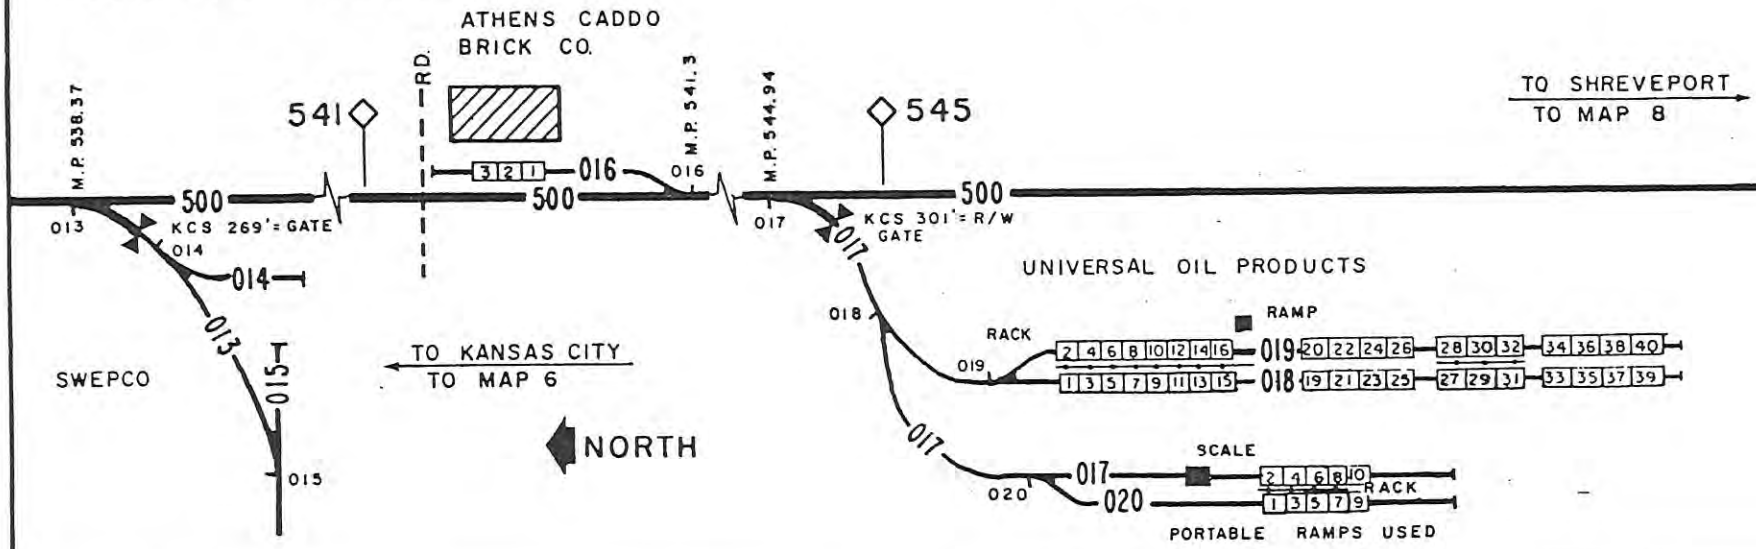 ATHENS CADDO
BRICK CO.
RD.
M.P. 538.37
541
M.P. 541.3
M.P. 544.94
545
TO SHREVEPORT
TO MAP 8
3 2 1
016
016
500
500
500
013
KCS 269'= GATE
014
014
017
KCS 301'= R/W
GATE
017
UNIVERSAL OIL PRODUCTS
013
018
RACK
RAMP
2 4 6 8 10 12 14 16
019
20 22 24 26
28 30 32
34 36 38 40
TO KANSAS CITY
TO MAP 6
SWEPCO
015
019
1 3 5 7 9 11 13 15
018
19 21 23 25
27 29 31
33 35 37 39
NORTH
017
SCALE
015
017
2 4 6 8 10
RACK
020
020
1 3 5 7 9
PORTABLE RAMPS USED